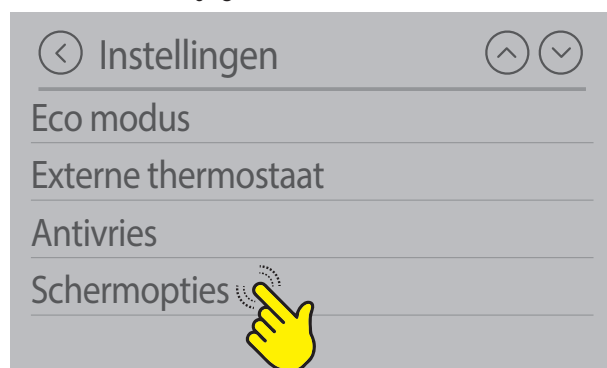 Instellingen
Eco modus
Externe thermostaat
Antivries
Schermopties